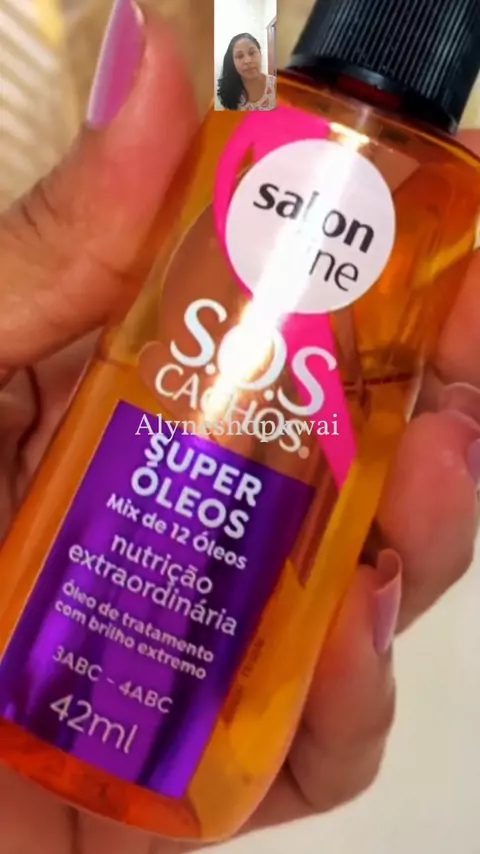 salon
line
S.O.S
CACHOS®
Alyneshopkwai
SUPER
ÓLEOS
Mix de 12 Óleos
nutrição
extraordinária
Óleo de tratamento
com brilho extremo
3ABC - 4ABC
42ml